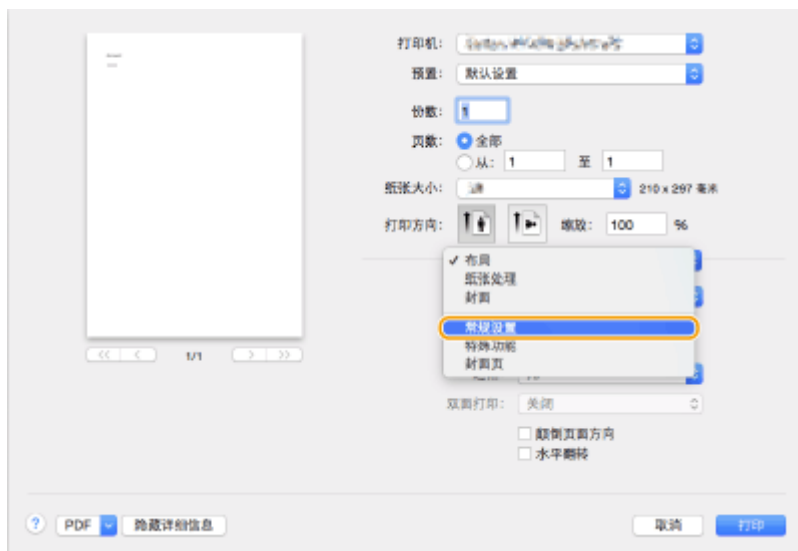 打印机:
预置: 默认设置
份数: 1
页数: 全部
从: 1 至 1
纸张大小: 210 x 297 毫米
打印方向: 缩放: 100 %
✓ 布局
纸张处理
封面
常规设置
特殊功能
封面页
1/1
双面打印: 关闭
颠倒页面方向
水平翻转
? PDF 隐藏详细信息 取消 打印